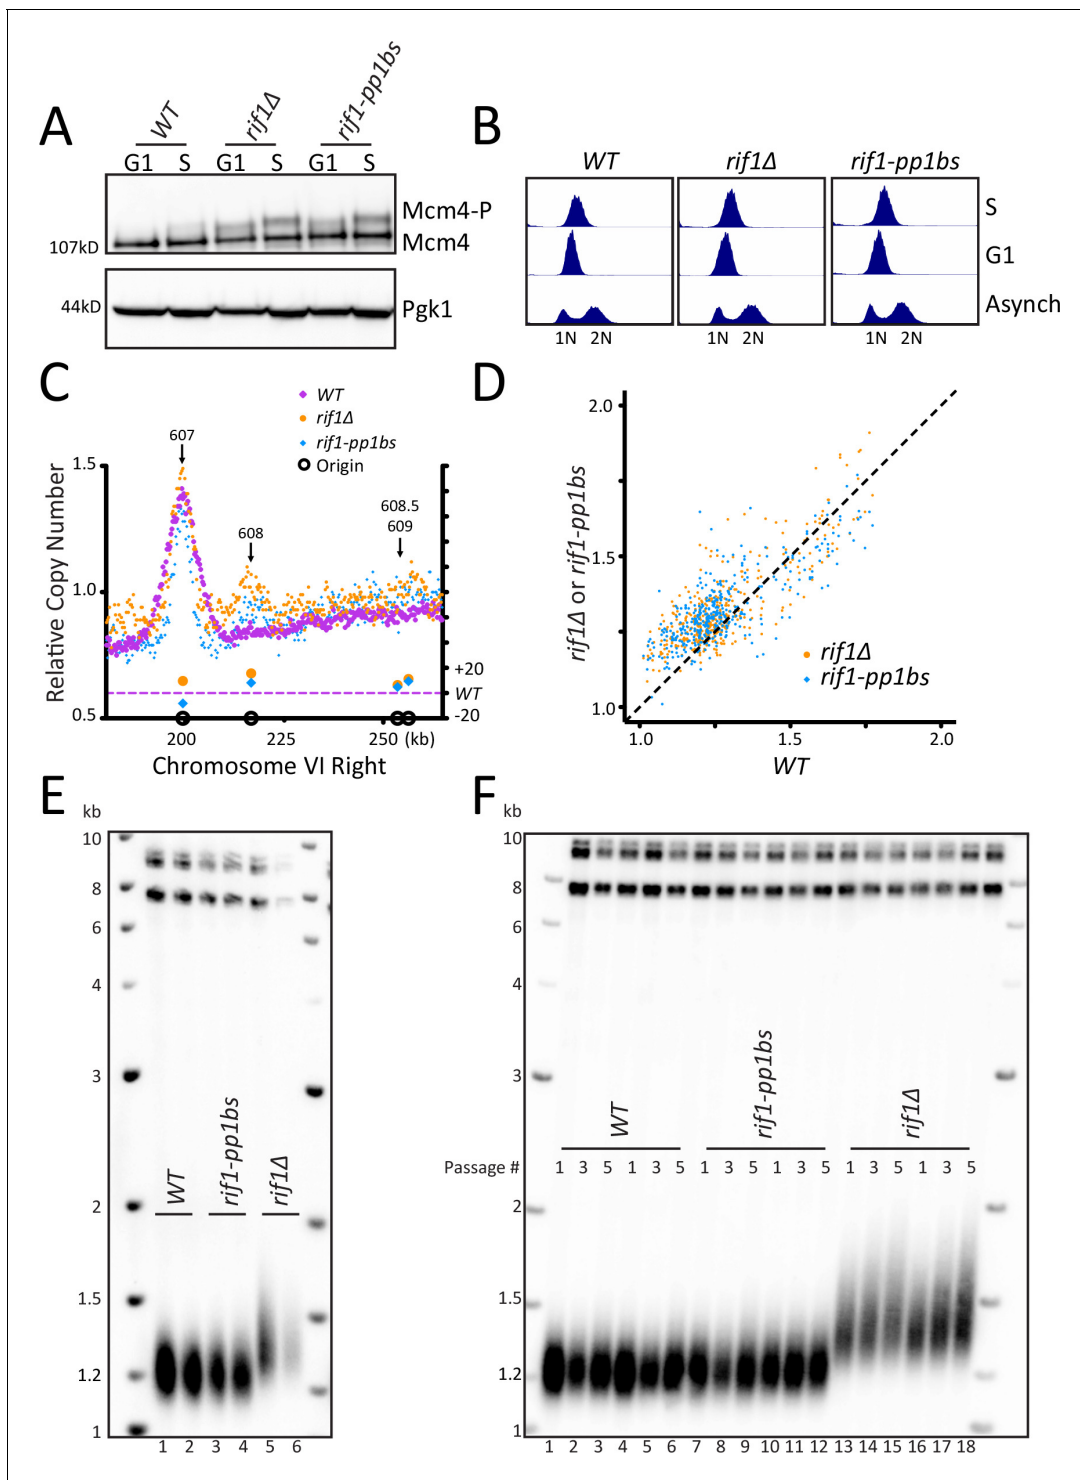 A
WT
rif1Δ
rif1-pp1bs
G1 S G1 S G1 S
Mcm4-P
Mcm4
107kD
44kD
Pgk1
B
WT rif1Δ rif1-pp1bs
S
G1
Asynch
1N 2N 1N 2N 1N 2N
C
WT
rif1Δ
rif1-pp1bs
Origin
607
608
608.5
609
1.5
1.0
0.5
Relative Copy Number
+20
WT
-20
200 225 250 (kb)
Chromosome VI Right
D
2.0
1.5
1.0
rif1Δ or rif1-pp1bs
rif1Δ
rif1-pp1bs
1.0 1.5 2.0
WT
E
kb
10
8
6
4
3
2
1.5
1.2
1
WT
rif1-pp1bs
rif1Δ
1 2 3 4 5 6
F
kb
10
8
6
4
3
2
1.5
1.2
1
WT
rif1-pp1bs
rif1Δ
Passage # 1 3 5 1 3 5 1 3 5 1 3 5 1 3 5 1 3 5
1 2 3 4 5 6 7 8 9 10 11 12 13 14 15 16 17 18